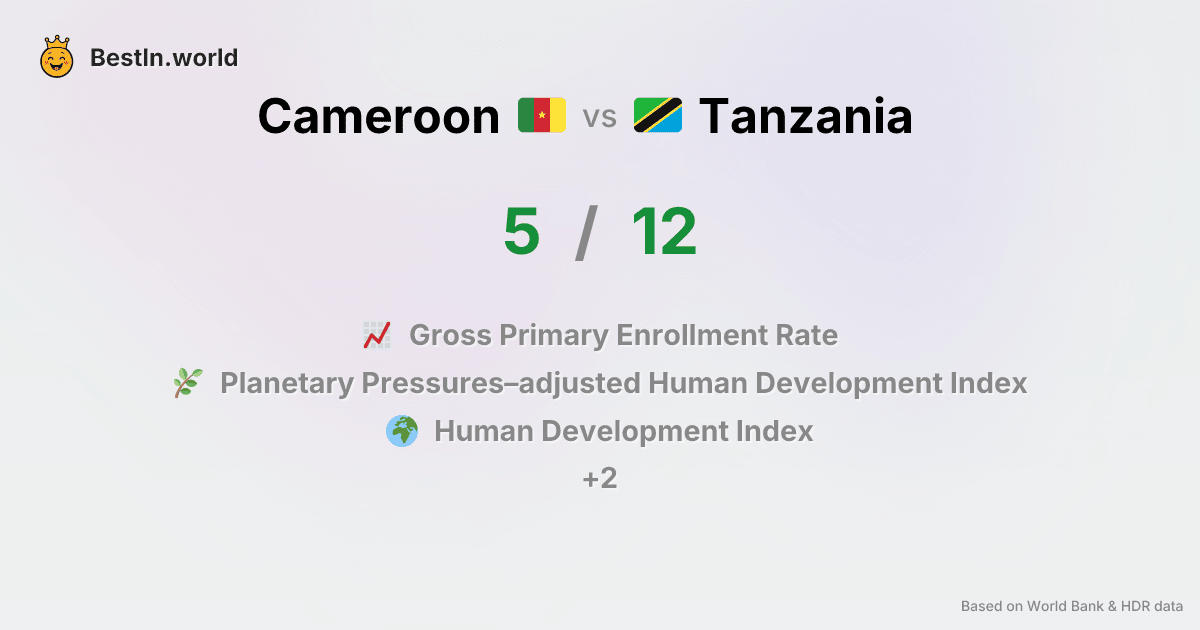 BestIn.world
Cameroon vs Tanzania
5 / 12
Gross Primary Enrollment Rate
Planetary Pressures–adjusted Human Development Index
Human Development Index
+2
Based on World Bank & HDR data